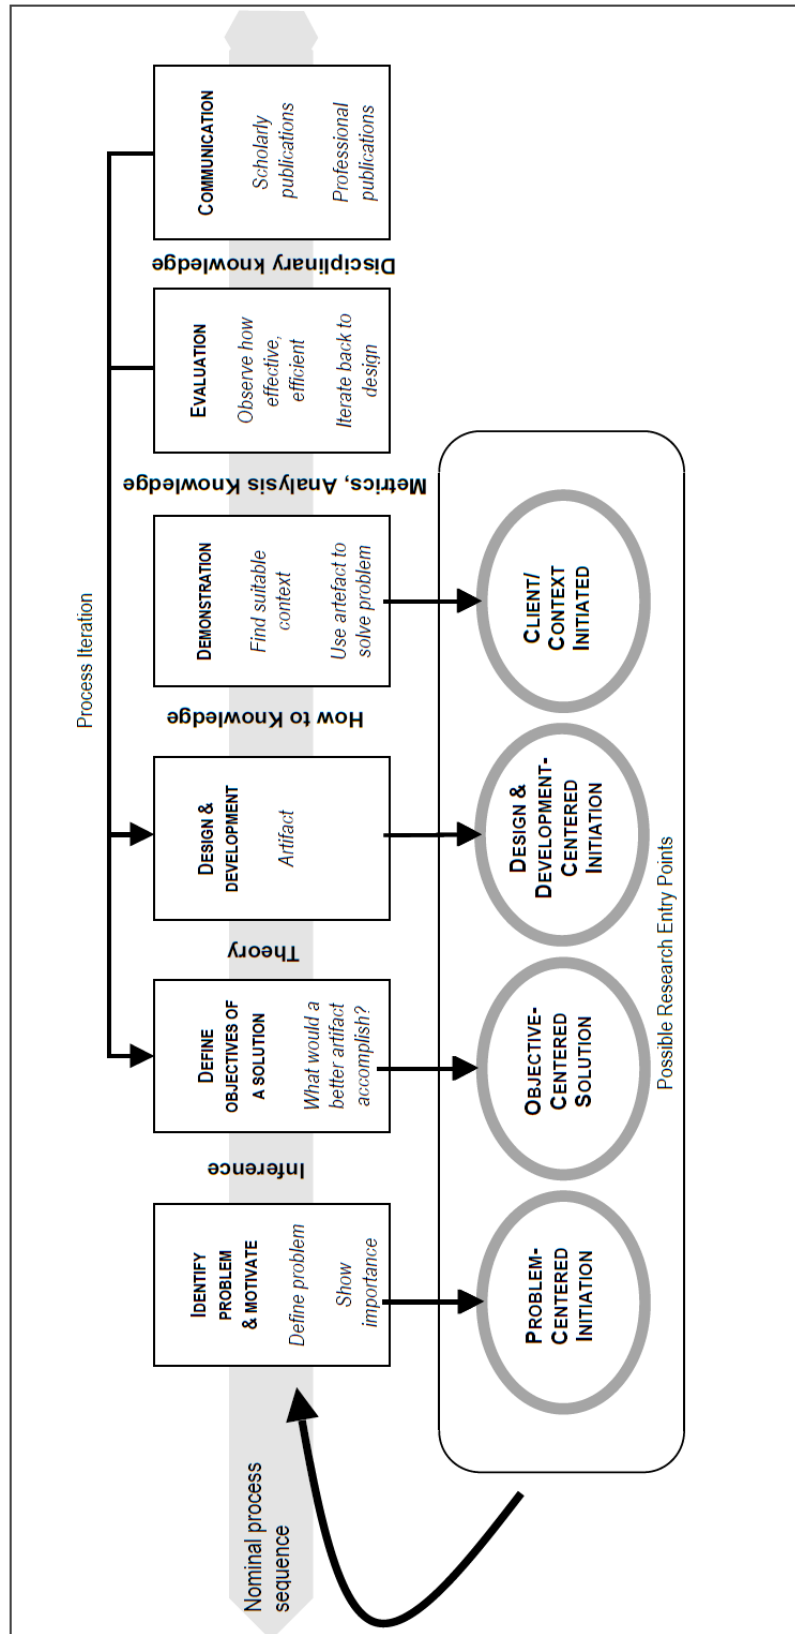 Process Iteration
Nominal process
sequence
IDENTIFY
PROBLEM
& MOTIVATE
Define problem
Show
importance
Inference
DEFINE
OBJECTIVES OF
A SOLUTION
What would a
better artifact
accomplish?
Theory
DESIGN &
DEVELOPMENT
Artifact
How to Knowledge
DEMONSTRATION
Find suitable
context
Use artefact to
solve problem
Metrics, Analysis Knowledge
EVALUATION
Observe how
effective,
efficient
Iterate back to
design
Disciplinary knowledge
COMMUNICATION
Scholarly
publications
Professional
publications
PROBLEM-
CENTERED
INITIATION
OBJECTIVE-
CENTERED
SOLUTION
DESIGN &
DEVELOPMENT-
CENTERED
INITIATION
CLIENT/
CONTEXT
INITIATED
Possible Research Entry Points